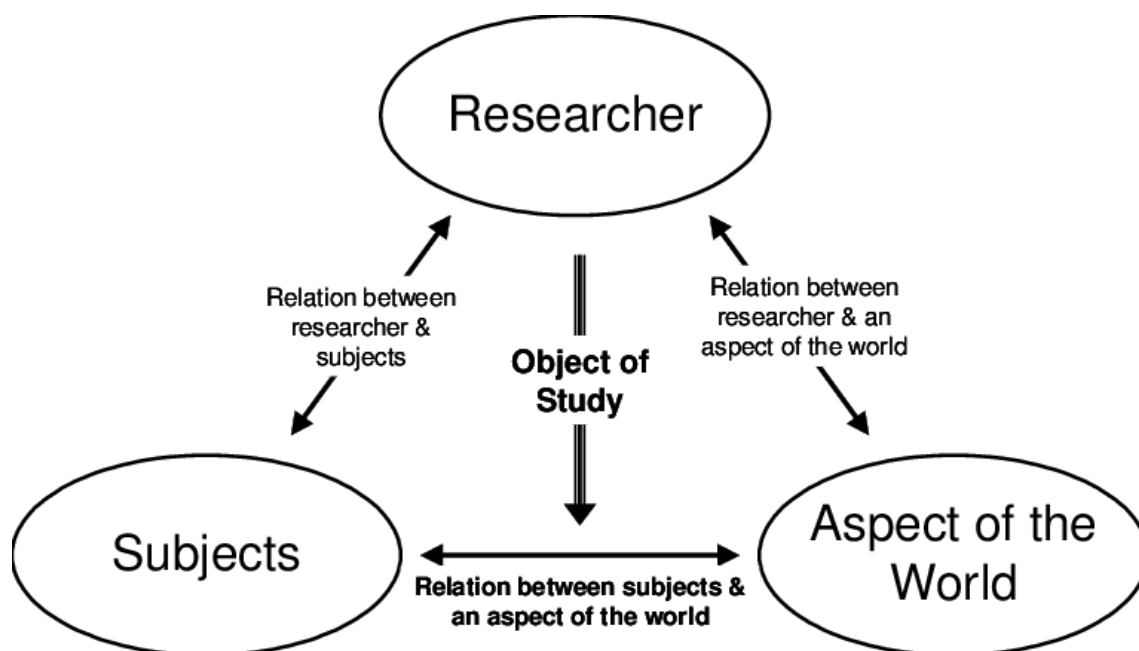 Researcher
Relation between
researcher &
subjects
Relation between
researcher & an
aspect of the world
Object of
Study
Subjects
Relation between subjects &
an aspect of the world
Aspect of the
World